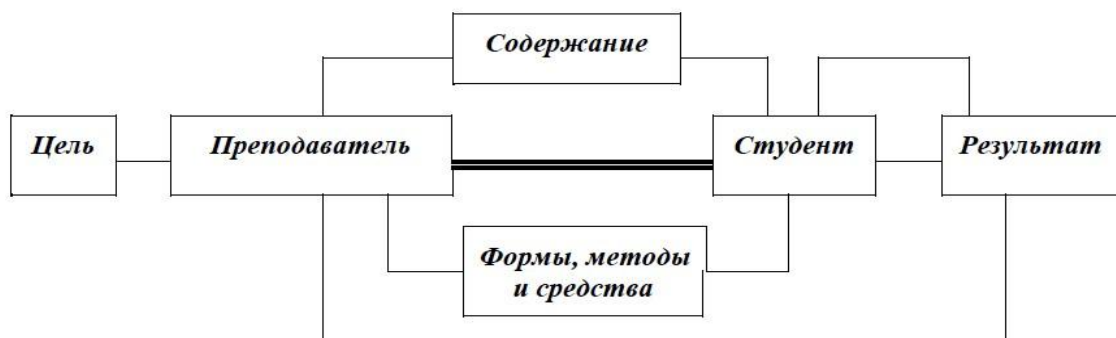 Содержание
Цель
Преподаватель
Студент
Результат
Формы, методы
и средства